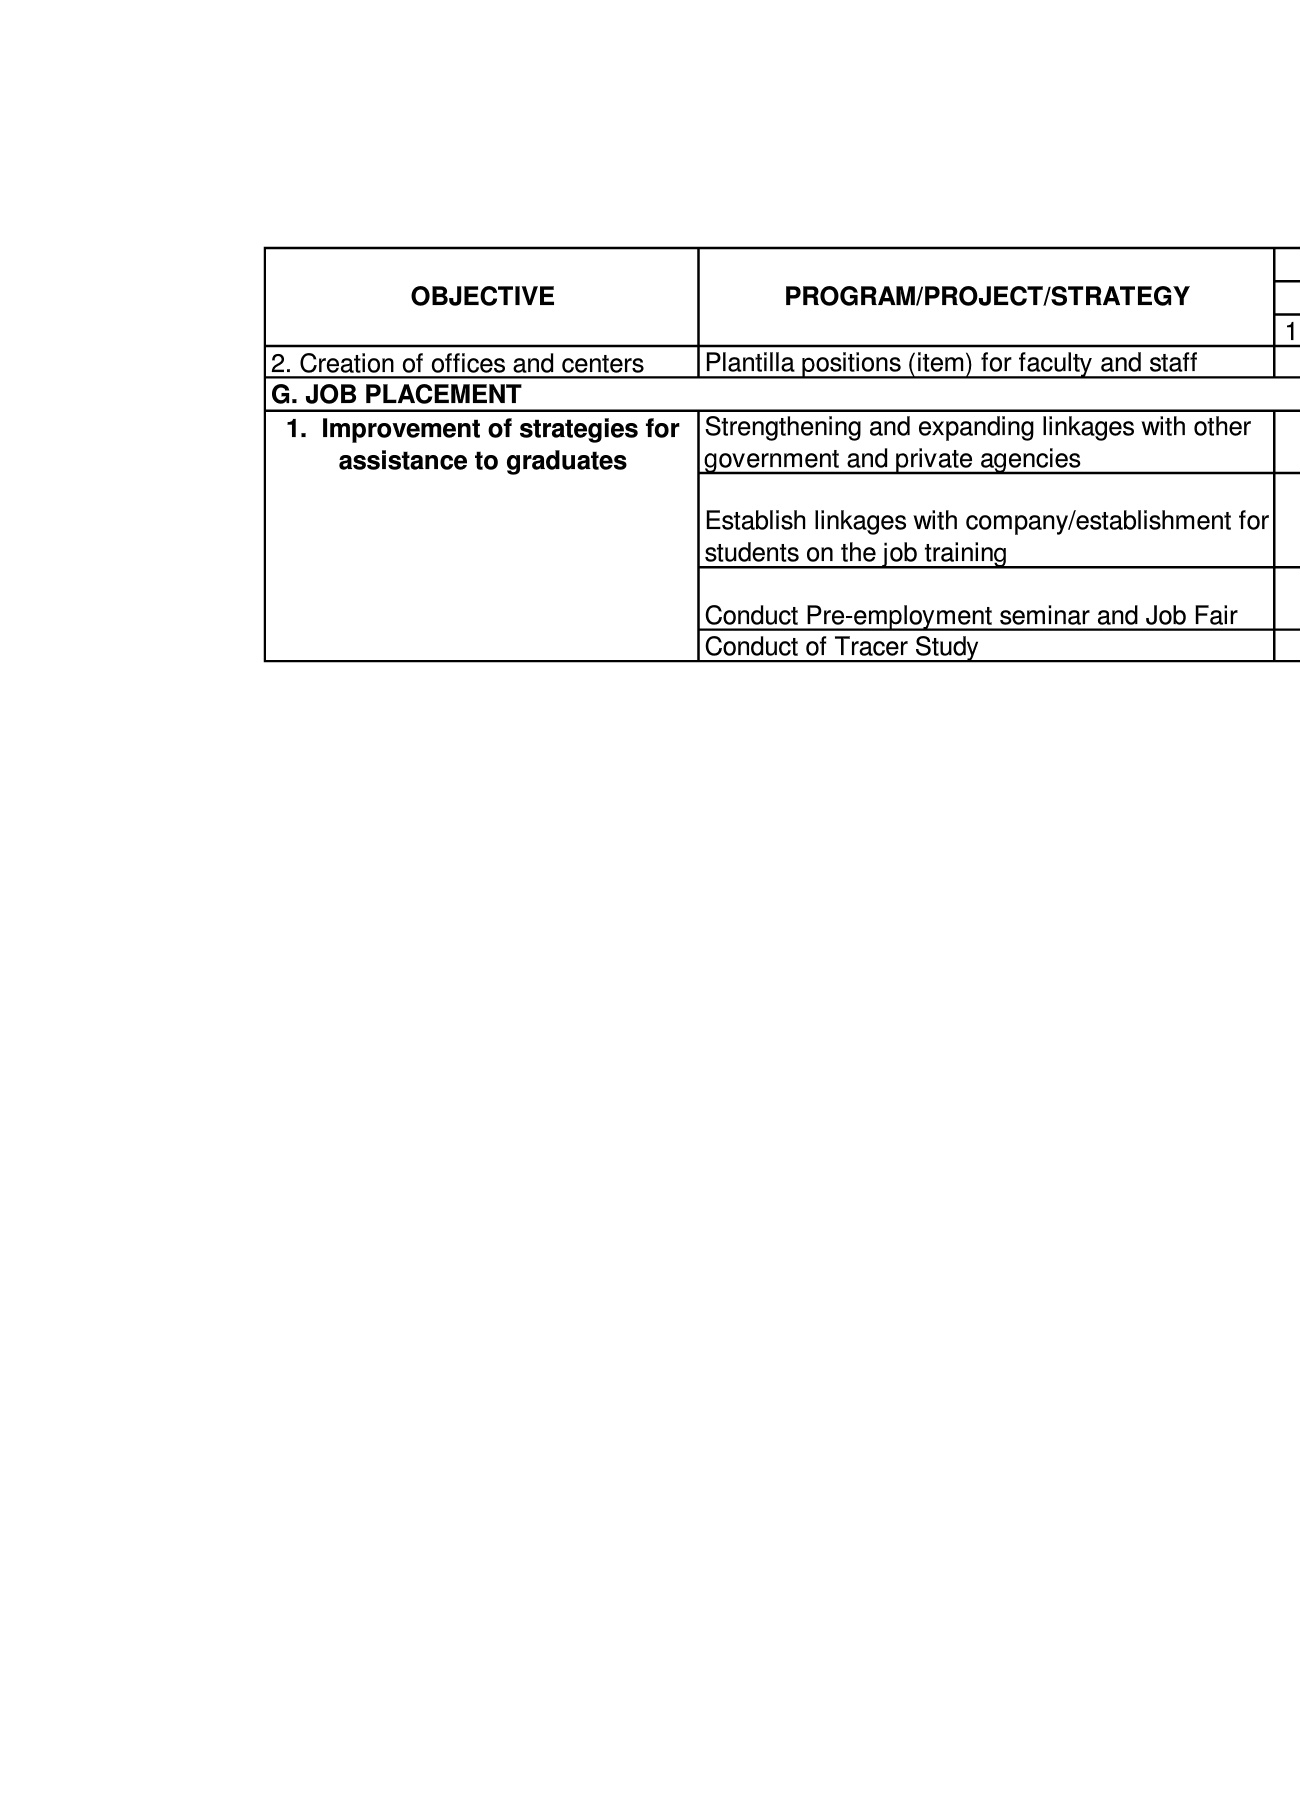 OBJECTIVE
PROGRAM/PROJECT/STRATEGY
1
2. Creation of offices and centers
Plantilla positions (item) for faculty and staff
G. JOB PLACEMENT
1. Improvement of strategies for
assistance to graduates
Strengthening and expanding linkages with other
government and private agencies
Establish linkages with company/establishment for
students on the job training
Conduct Pre-employment seminar and Job Fair
Conduct of Tracer Study